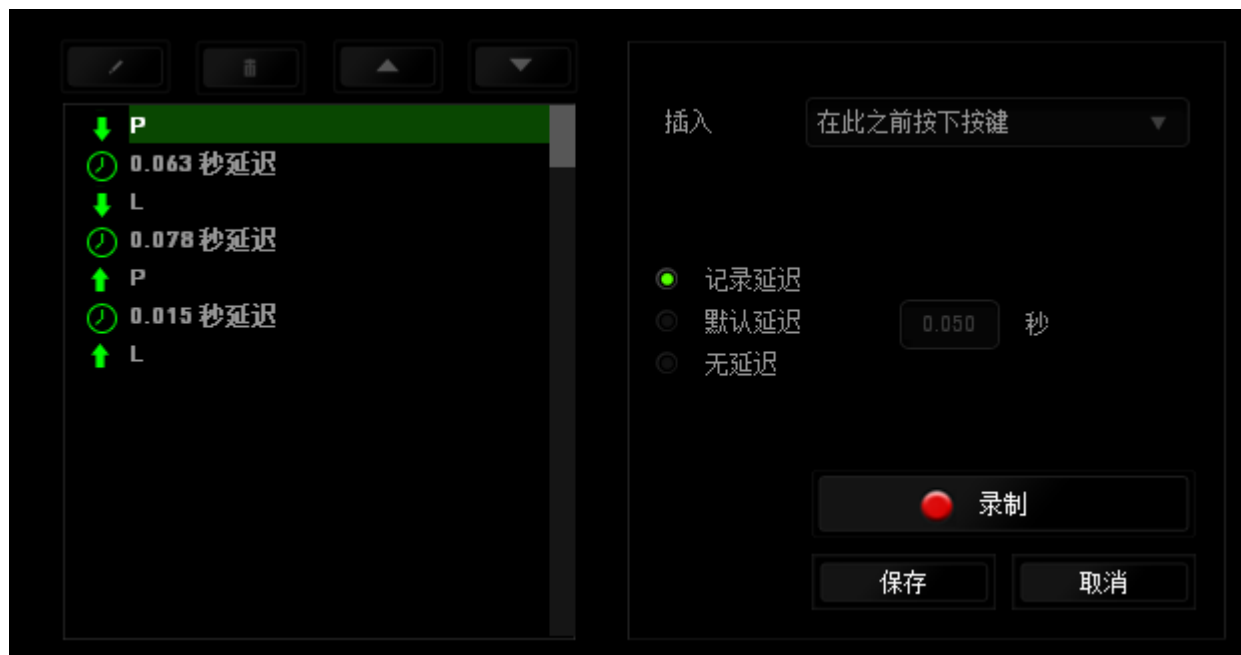 P
0.063 秒延迟
L
0.078 秒延迟
P
0.015 秒延迟
L
插入 在此之前按下按键
记录延迟
默认延迟 0.050 秒
无延迟
录制
保存 取消